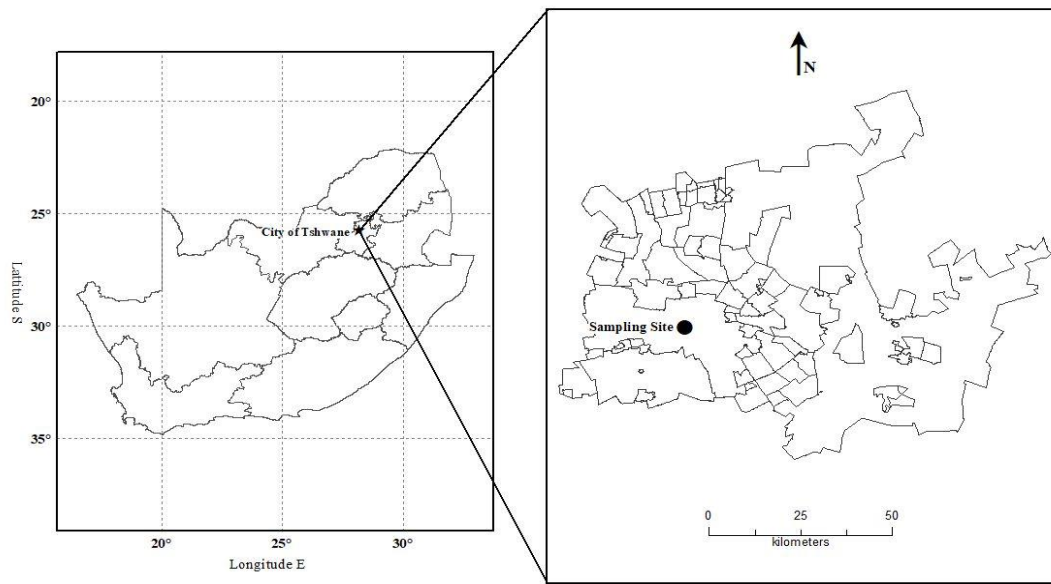 20°
25°
City of Tshwane
Latitude S
30°
35°
20°
25°
30°
Longitude E
N
Sampling Site
0
25
50
kilometers